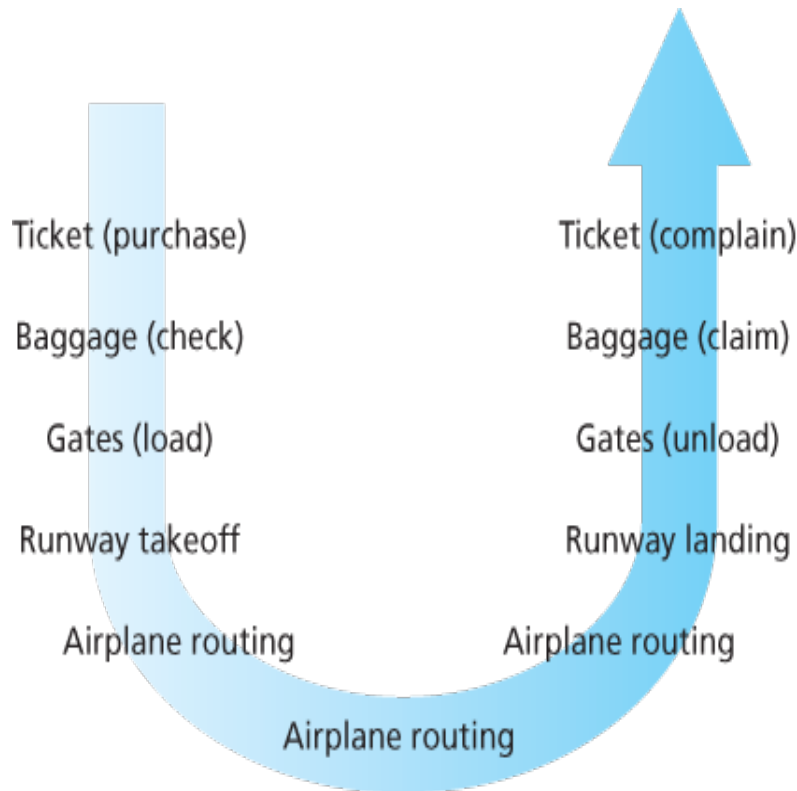 Ticket (purchase)
Baggage (check)
Gates (load)
Runway takeoff
Airplane routing
Airplane routing
Airplane routing
Runway landing
Gates (unload)
Baggage (claim)
Ticket (complain)